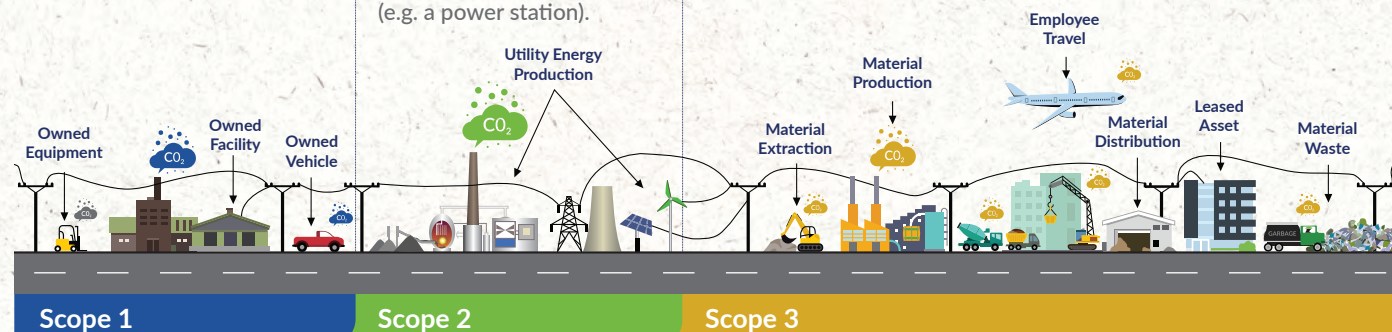 (e.g. a power station).
Employee
Travel
Utility Energy
Production
Material
Production
CO₂
CO₂
Leased
Asset
Owned
Equipment
Owned
Facility
Owned
Vehicle
CO₂
CO₂
Material
Extraction
Material
Distribution
Material
Waste
CO₂
CO₂
CO₂
CO₂
CO₂
CO₂
CO₂
GARBAGE
Scope 1
Scope 2
Scope 3